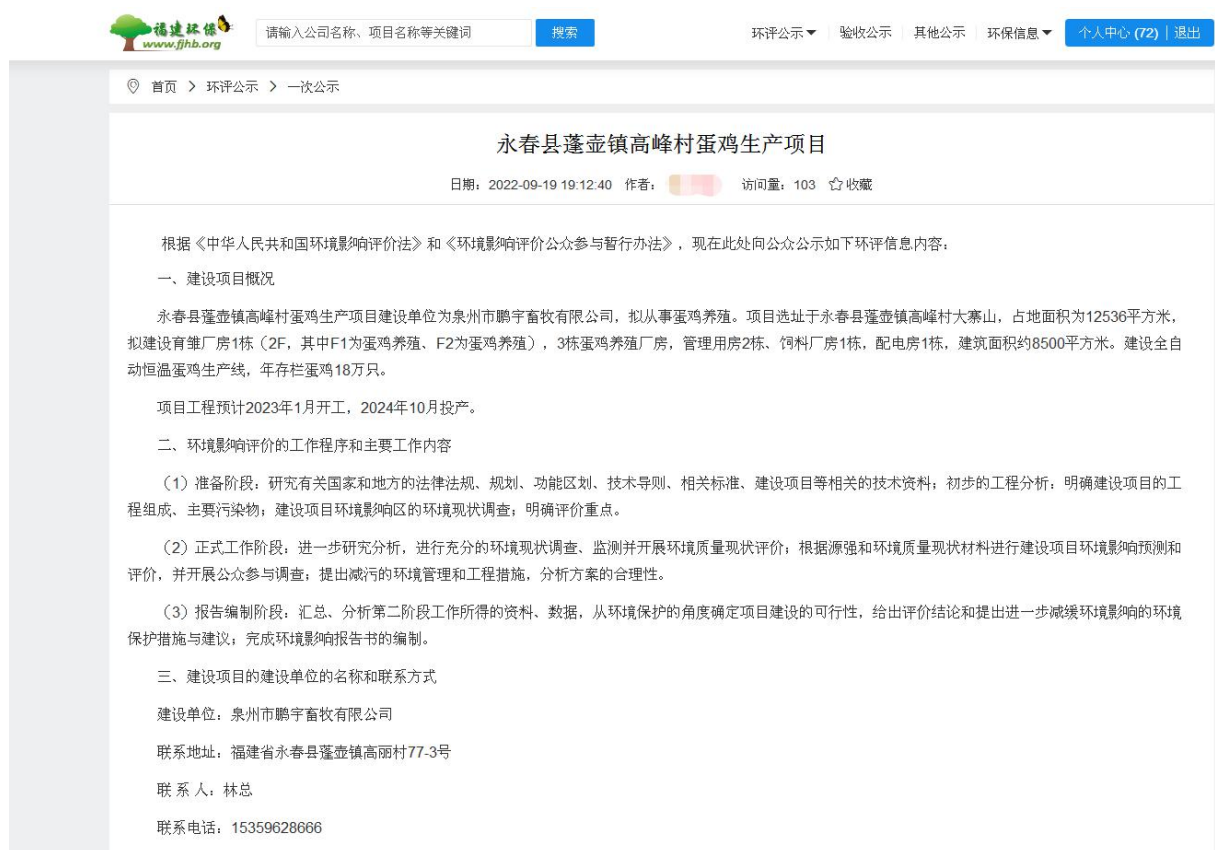 福建环保
www.fjhb.org
请输入公司名称、项目名称等关键词
搜索
环评公示
验收公示
其他公示
环保信息
个人中心 (72) | 退出
首页 > 环评公示 > 一次公示
永春县蓬壶镇高峰村蛋鸡生产项目
日期：2022-09-19 19:12:40 作者： 访问量：103 收藏
根据《中华人民共和国环境影响评价法》和《环境影响评价公众参与暂行办法》，现在此处向公众公示如下环评信息内容：
一、建设项目概况
永春县蓬壶镇高峰村蛋鸡生产项目建设单位为泉州市鹏宇畜牧有限公司，拟从事蛋鸡养殖。项目选址于永春县蓬壶镇高峰村大寨山，占地面积为12536平方米，
拟建设育雏厂房1栋（2F，其中F1为蛋鸡养殖、F2为蛋鸡养殖），3栋蛋鸡养殖厂房，管理用房2栋、饲料厂房1栋，配电房1栋，建筑面积约8500平方米。建设全自
动恒温蛋鸡生产线，年存栏蛋鸡18万只。
项目工程预计2023年1月开工，2024年10月投产。
二、环境影响评价的工作程序和主要工作内容
（1）准备阶段：研究有关国家和地方的法律法规、规划、功能区划、技术导则、相关标准、建设项目等相关的技术资料；初步的工程分析：明确建设项目的工
程组成、主要污染物；建设项目环境影响区的环境现状调查；明确评价重点。
（2）正式工作阶段：进一步研究分析，进行充分的环境现状调查、监测并开展环境质量现状评价；根据源强和环境质量现状材料进行建设项目环境影响预测和
评价，并开展公众参与调查；提出减污的环境管理和工程措施，分析方案的合理性。
（3）报告编制阶段：汇总、分析第二阶段工作所得的资料、数据，从环境保护的角度确定项目建设的可行性，给出评价结论和提出进一步减缓环境影响的环境
保护措施与建议；完成环境影响报告书的编制。
三、建设项目的建设单位的名称和联系方式
建设单位：泉州市鹏宇畜牧有限公司
联系地址：福建省永春县蓬壶镇高丽村77-3号
联 系 人：林总
联系电话：15359628666